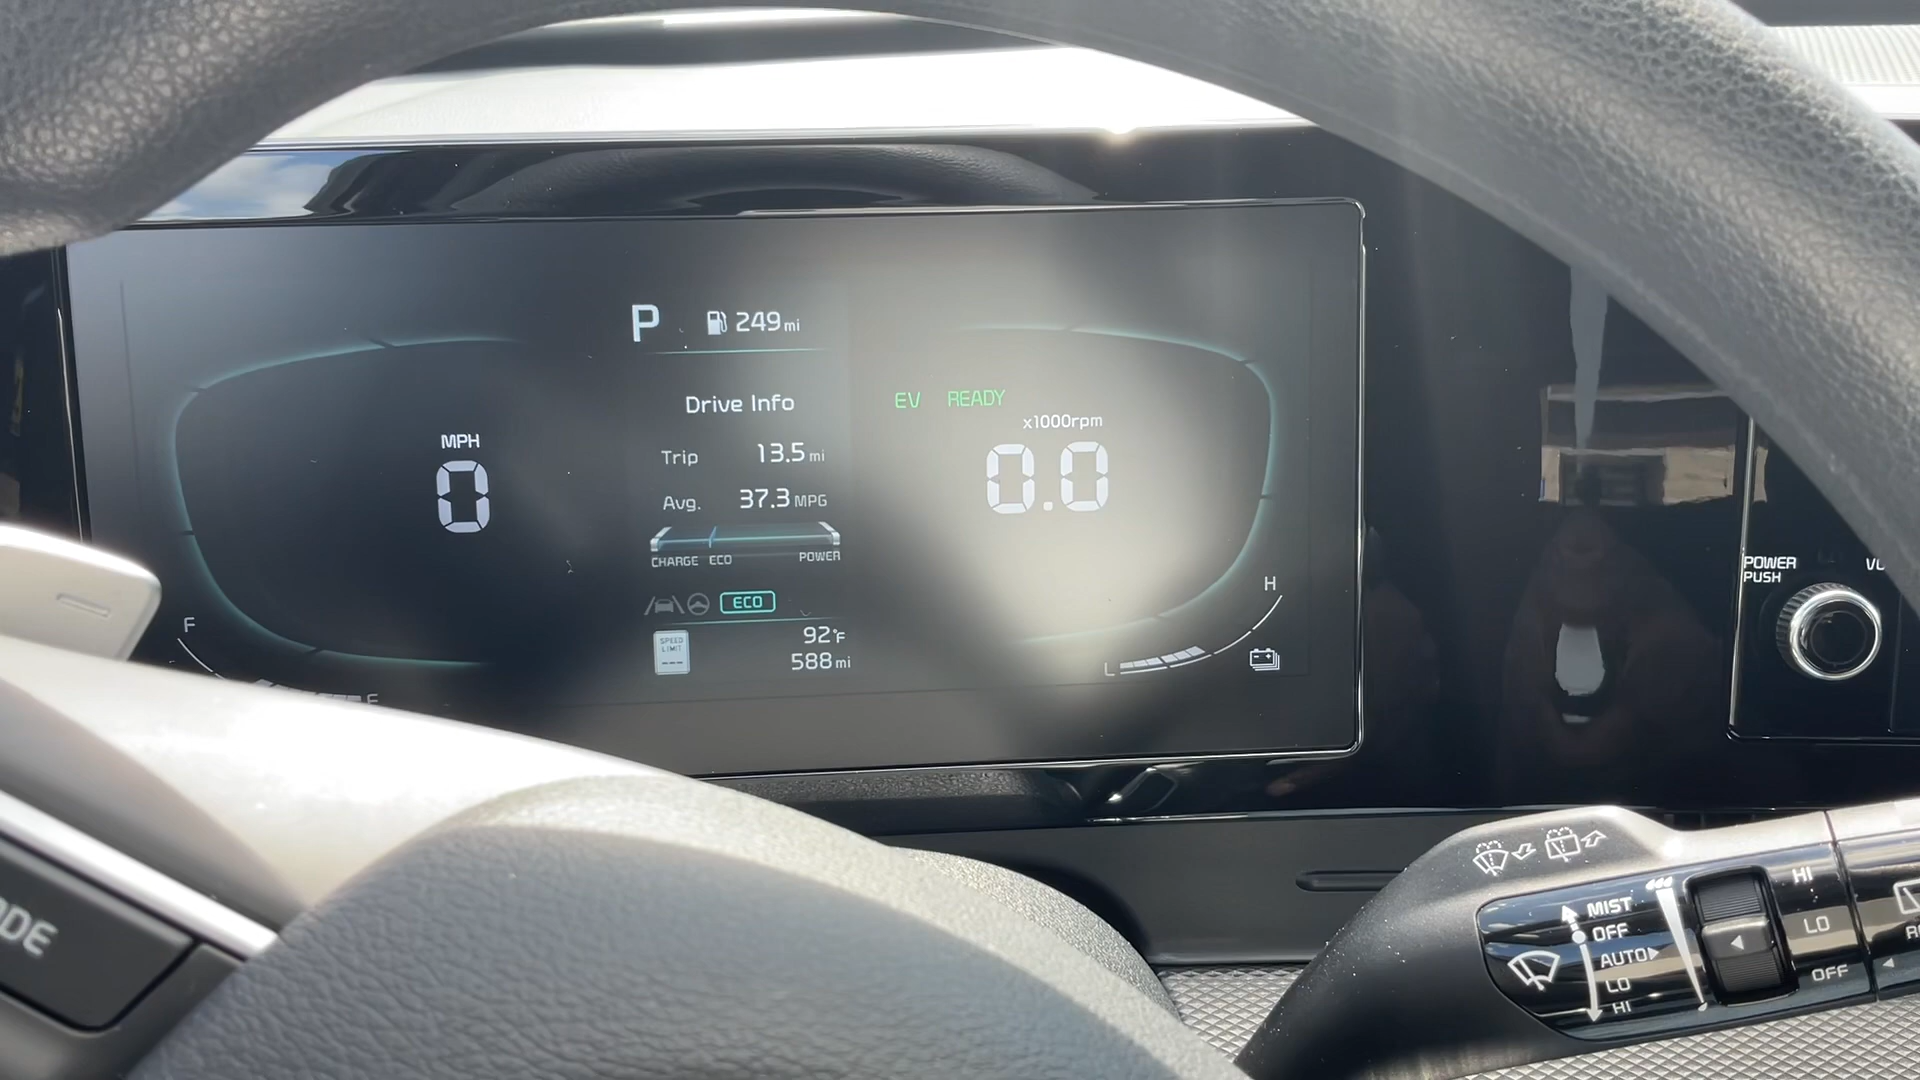 P 249 mi
Drive Info
EV READY
x1000rpm
MPH
0
Trip 13.5 mi
Avg. 37.3 MPG
0.0
CHARGE ECO POWER
ECO
SPEED
LIMIT
---
92°F
588 mi
F
E
H
L
POWER
PUSH
MIST
OFF
AUTO
LO
HI
HI
LO
OFF